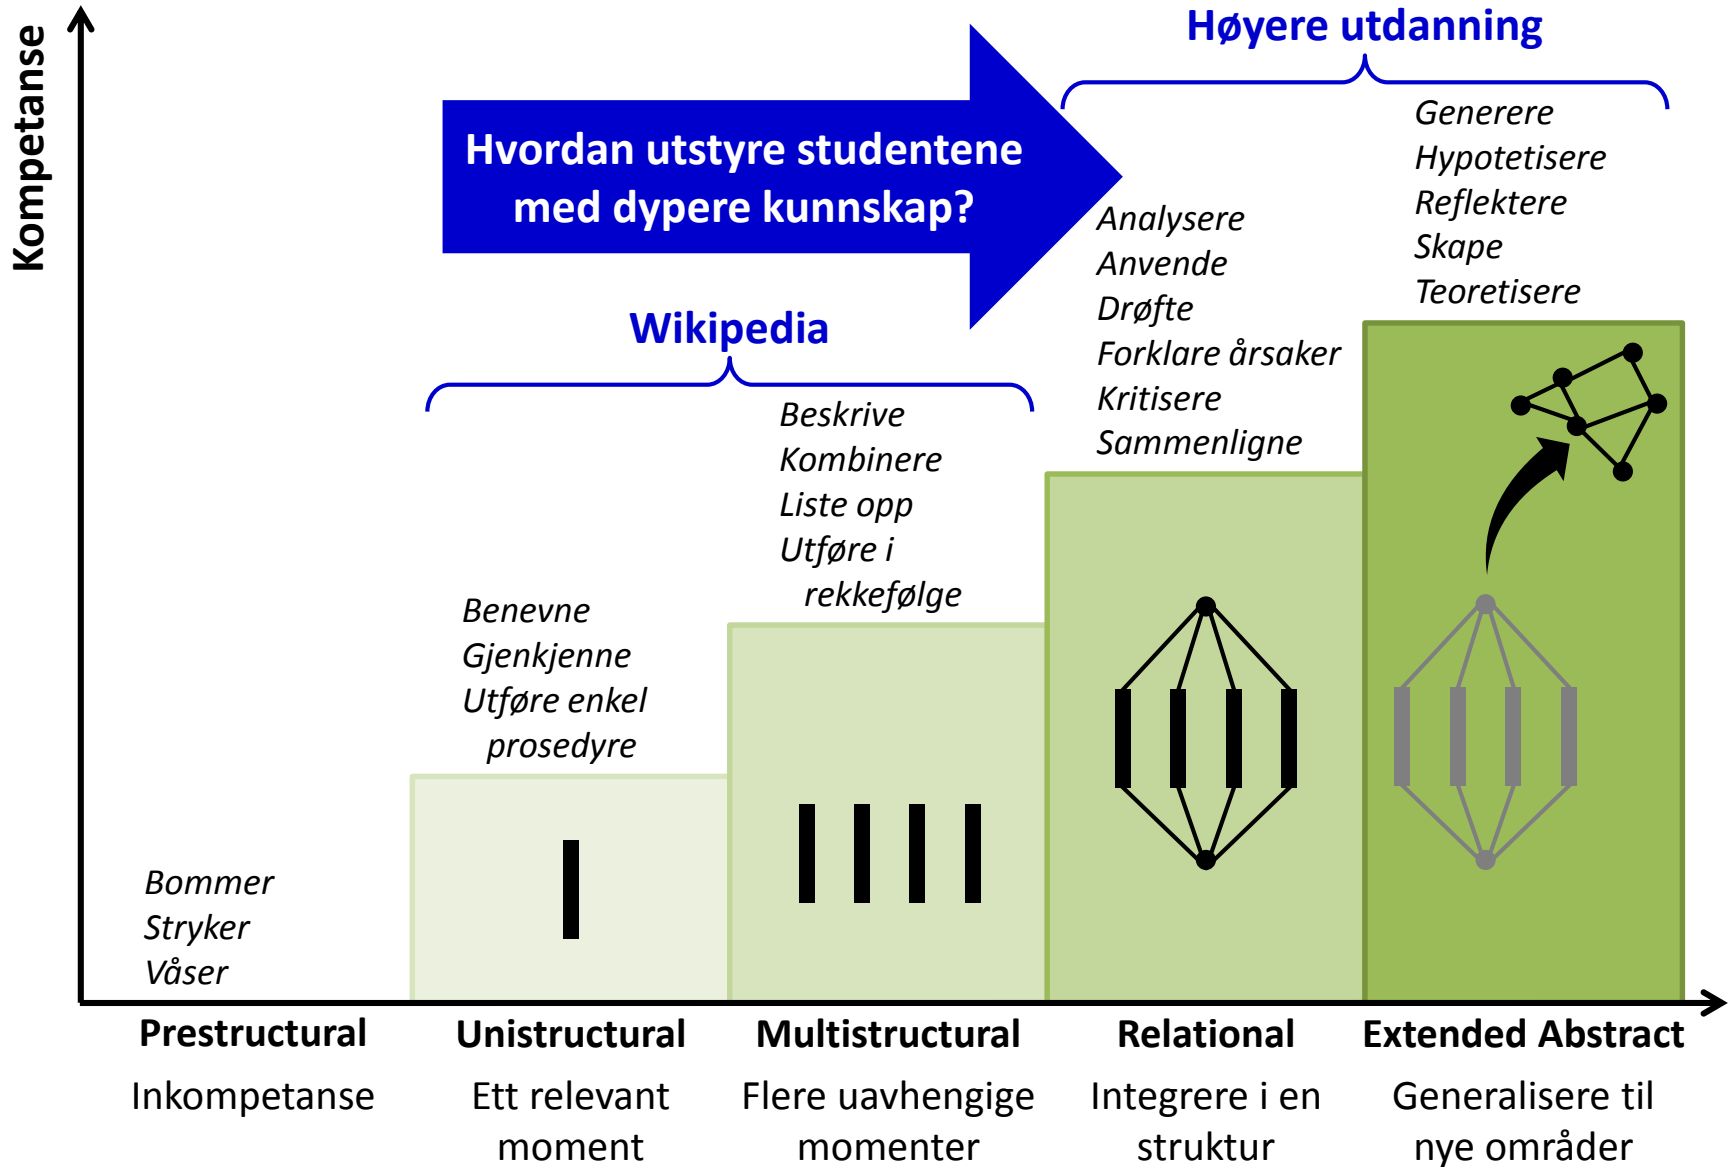 Kompetanse
Høyere utdanning
Hvordan utstyre studentene
med dypere kunnskap?
Wikipedia
Bommer
Stryker
Våser
Benevne
Gjenkjenne
Utføre enkel
prosedyre
Beskrive
Kombinere
Liste opp
Utføre i
rekkefølge
Analysere
Anvende
Drøfte
Forklare årsaker
Kritisere
Sammenligne
Generere
Hypotetisere
Reflektere
Skape
Teoretisere
Prestructural
Inkompetanse
Unistructural
Ett relevant
moment
Multistructural
Flere uavhengige
momenter
Relational
Integrere i en
struktur
Extended Abstract
Generalisere til
nye områder